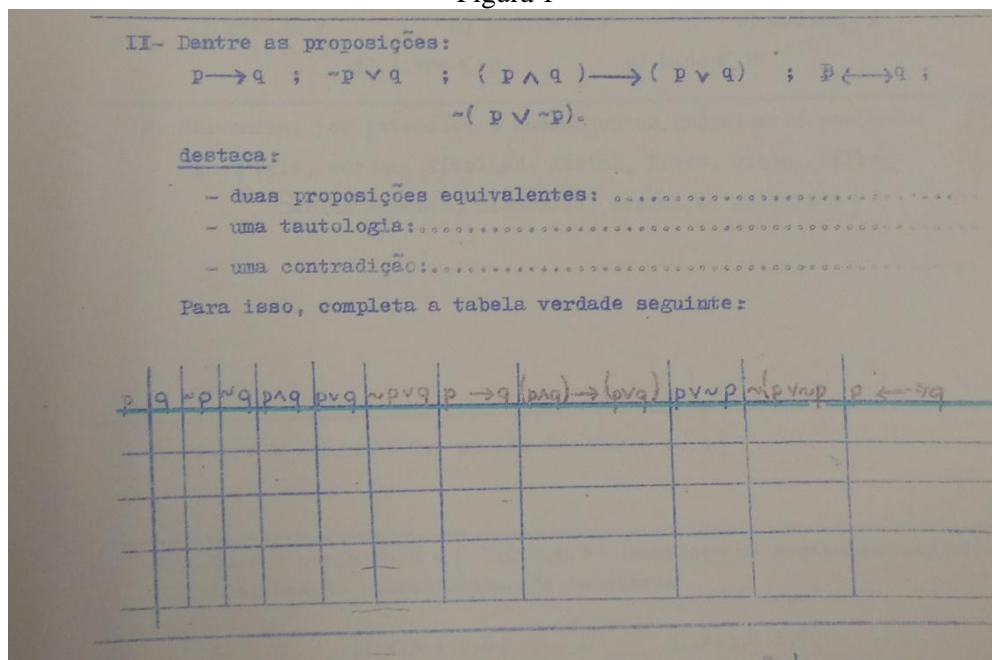 Figura 1
II- Dentre as proposições:
p⟶q ; ~p ∨ q ; ( p ∧ q )⟶( p ∨ q) ; p⟷q ;
~( p ∨ ~p).
destaca:
- duas proposições equivalentes: ........................................
- uma tautologia:............................................................
- uma contradição:..........................................................
Para isso, completa a tabela verdade seguinte:
p | q | ~p | ~q | p∧q | p∨q | ~p∨q | p →q | (p∧q)→(p∨q) | p∨~p | ~(p∨~p | p ⟷q